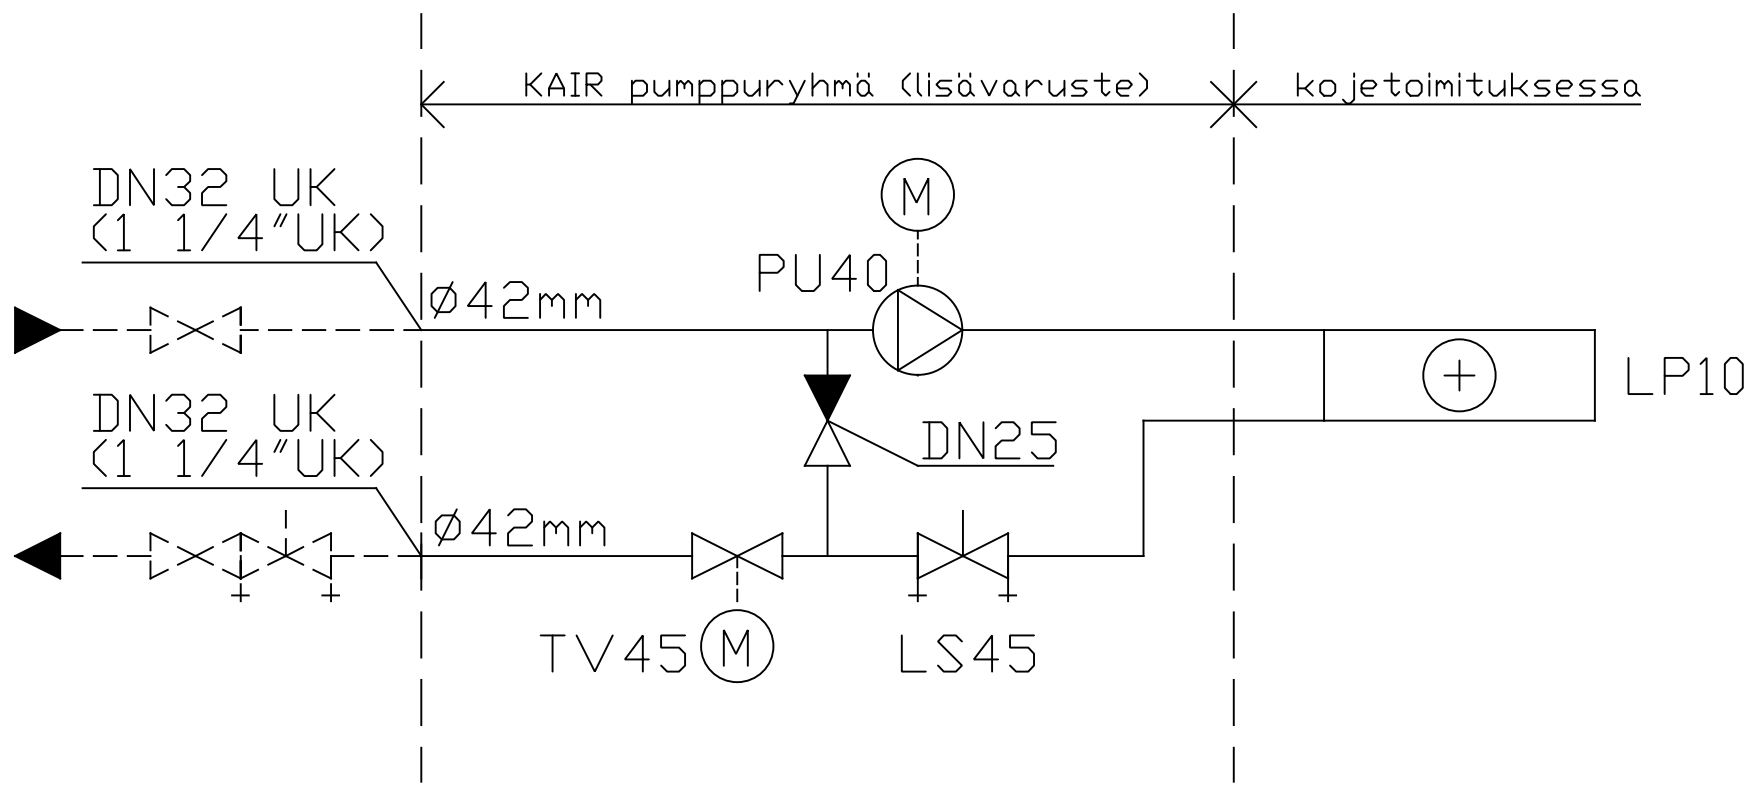 KAIR pumppuryhmä (lisävaruste)
kojetoimituksessa
DN32 UK
(1 1/4"UK)
M
PU40
Ø42mm
LP10
DN32 UK
(1 1/4"UK)
DN25
Ø42mm
TV45
M
LS45